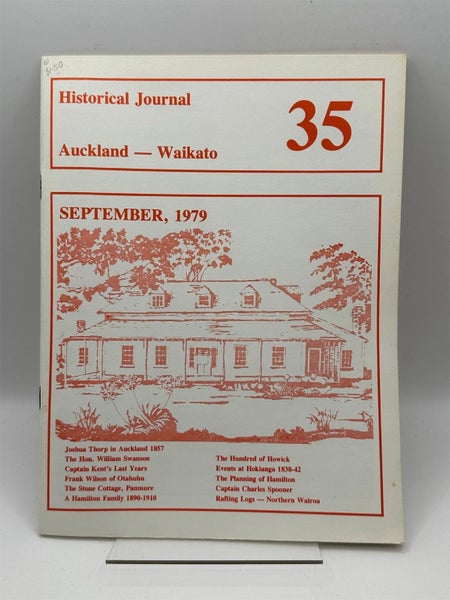 Historical Journal
35
Auckland — Waikato
SEPTEMBER, 1979
Joshua Thorp in Auckland 1857
The Hon. William Swanson
Captain Kent's Last Years
Frank Wilson of Otahuhu
The Stone Cottage, Panmure
A Hamilton Family 1890-1910
The Hundred of Howick
Events at Hokianga 1838-42
The Planning of Hamilton
Captain Charles Spooner
Rafting Logs — Northern Wairoa